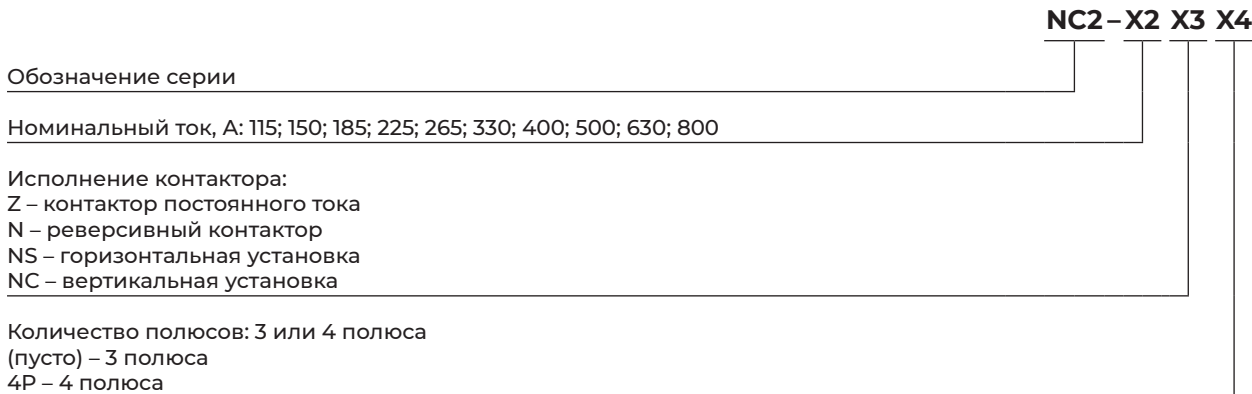 NC2–X2 X3 X4
Обозначение серии
Номинальный ток, А: 115; 150; 185; 225; 265; 330; 400; 500; 630; 800
Исполнение контактора:
Z – контактор постоянного тока
N – реверсивный контактор
NS – горизонтальная установка
NC – вертикальная установка
Количество полюсов: 3 или 4 полюса
(пусто) – 3 полюса
4P – 4 полюса